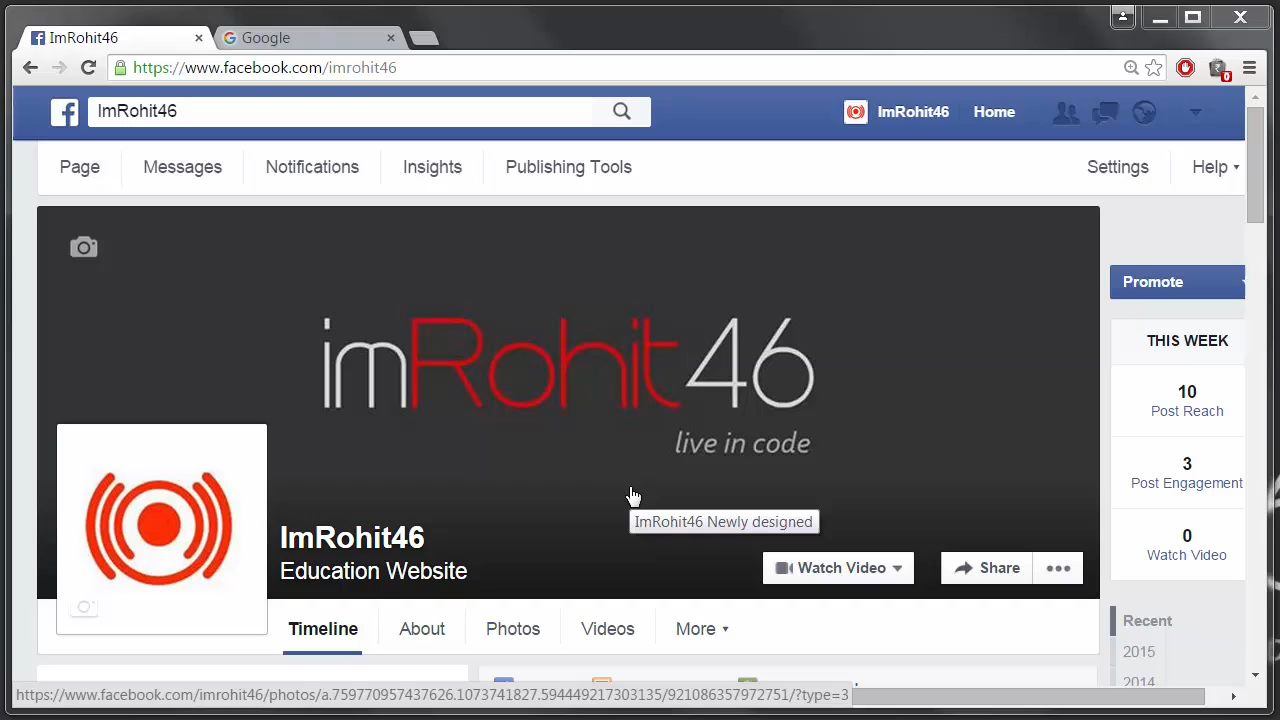 ImRohit46
Google
https://www.facebook.com/imrohit46
0
ImRohit46
ImRohit46
Home
Page
Messages
Notifications
Insights
Publishing Tools
Settings
Help
imRohit46
live in code
Promote
THIS WEEK
10
Post Reach
3
Post Engagement
0
Watch Video
ImRohit46 Newly designed
ImRohit46
Education Website
Watch Video
Share
Timeline
About
Photos
Videos
More
Recent
2015
2014
https://www.facebook.com/imrohit46/photos/a.759770957437626.1073741827.594449217303135/921086357972751/?type=3